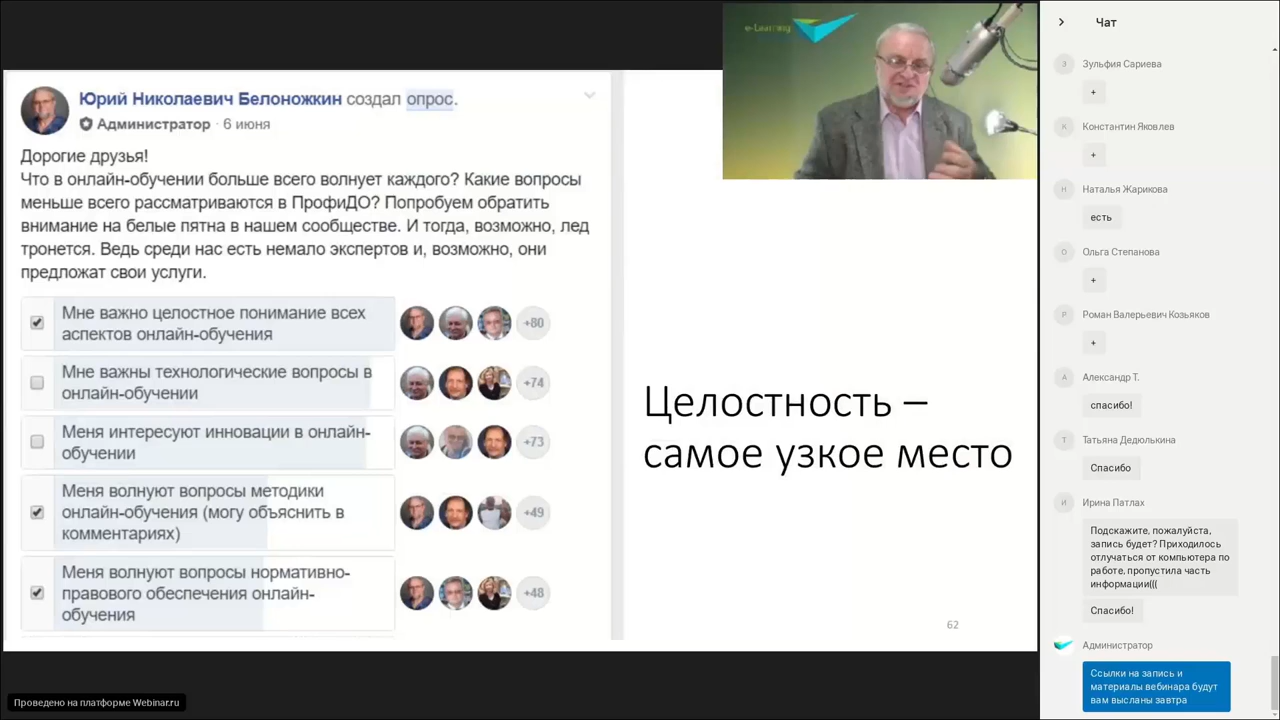 e-Learning
Юрий Николаевич Белоножкин создал опрос.
Администратор · 6 июня
Дорогие друзья!
Что в онлайн-обучении больше всего волнует каждого? Какие вопросы
меньше всего рассматриваются в ПрофиДО? Попробуем обратить
внимание на белые пятна в нашем сообществе. И тогда, возможно, лед
тронется. Ведь среди нас есть немало экспертов и, возможно, они
предложат свои услуги.
Мне важно целостное понимание всех
аспектов онлайн-обучения
+80
Мне важны технологические вопросы в
онлайн-обучении
+74
Меня интересуют инновации в онлайн-
обучении
+73
Меня волнуют вопросы методики
онлайн-обучения (могу объяснить в
комментариях)
+49
Меня волнуют вопросы нормативно-
правового обеспечения онлайн-
обучения
+48
Целостность –
самое узкое место
62
Проведено на платформе Webinar.ru
Чат
З
Зульфия Сариева
+
К
Константин Яковлев
+
Н
Наталья Жарикова
есть
О
Ольга Степанова
+
Р
Роман Валерьевич Козьяков
+
А
Александр Т.
спасибо!
Т
Татьяна Дедюлькина
Спасибо
И
Ирина Патлах
Подскажите, пожалуйста,
запись будет? Приходилось
отлучаться от компьютера по
работе, пропустила часть
информации(((
Спасибо!
Администратор
Ссылки на запись и
материалы вебинара будут
вам высланы завтра